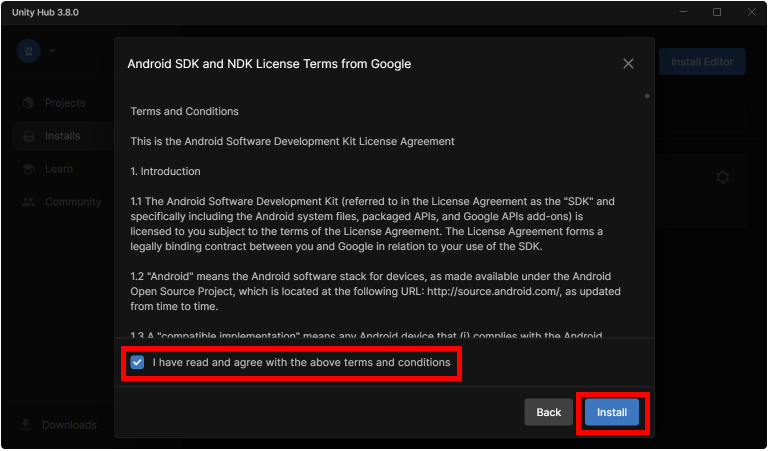 Unity Hub 3.8.0
김
Install Editor
Projects
Installs
Learn
Community
Downloads
Android SDK and NDK License Terms from Google
Terms and Conditions
This is the Android Software Development Kit License Agreement
1. Introduction
1.1 The Android Software Development Kit (referred to in the License Agreement as the "SDK" and
specifically including the Android system files, packaged APIs, and Google APIs add-ons) is
licensed to you subject to the terms of the License Agreement. The License Agreement forms a
legally binding contract between you and Google in relation to your use of the SDK.
1.2 "Android" means the Android software stack for devices, as made available under the Android
Open Source Project, which is located at the following URL: http://source.android.com/, as updated
from time to time.
1.3 A "compatible implementation" means any Android device that (i) complies with the Android
I have read and agree with the above terms and conditions
Back
Install